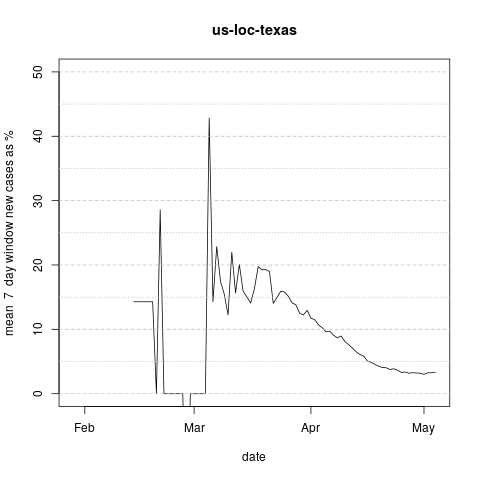 us-loc-texas
50
40
30
20
10
0
mean 7 day window new cases as %
Feb
Mar
Apr
May
date